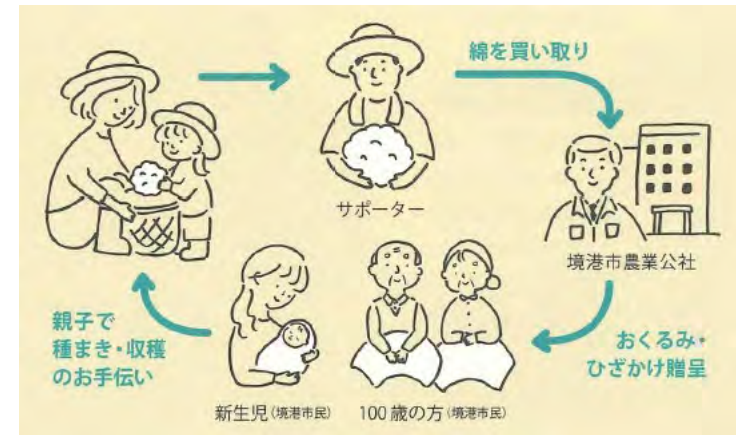 綿を買い取り
サポーター
境港市農業公社
親子で
種まき・収穫
のお手伝い
おくるみ・
ひざかけ贈呈
新生児(境港市民)
100歳の方(境港市民)